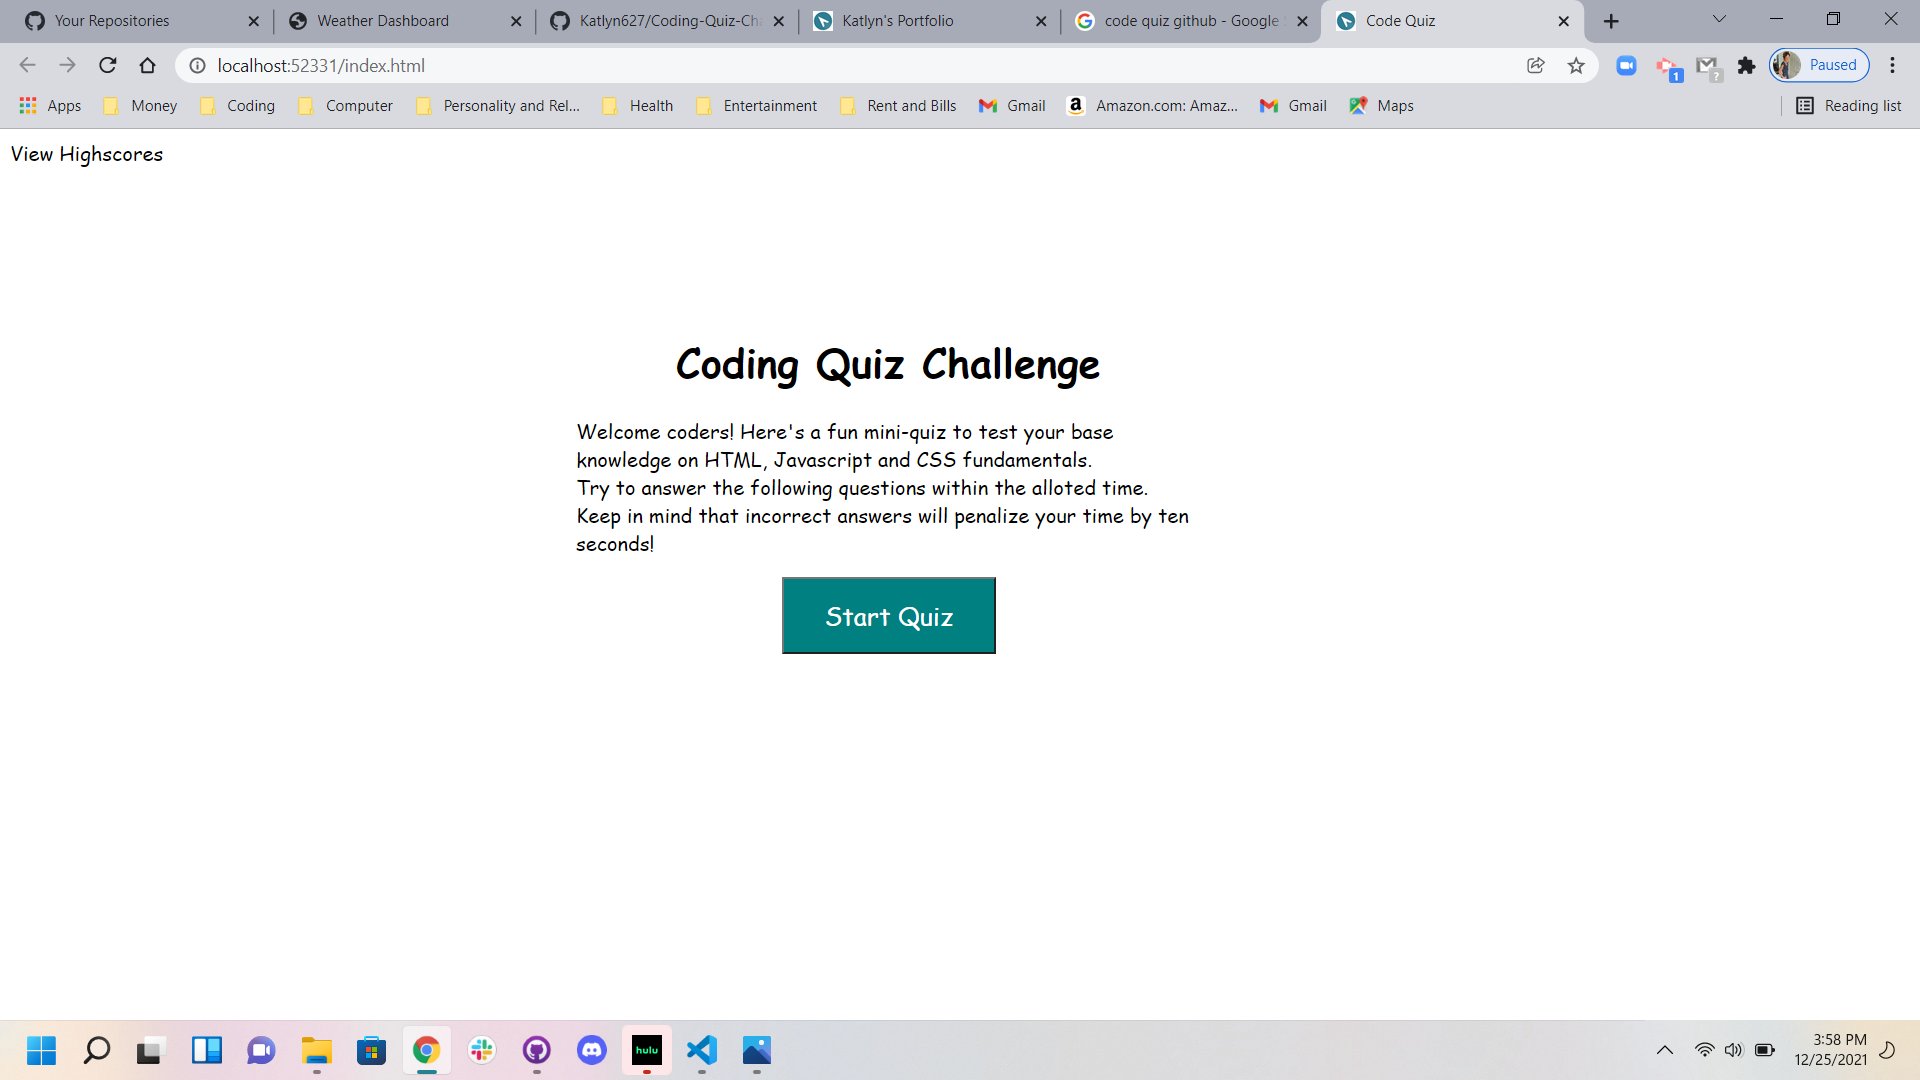 Your Repositories
Weather Dashboard
Katlyn627/Coding-Quiz-Cha
Katlyn's Portfolio
code quiz github - Google S
Code Quiz
localhost:52331/index.html
1
?
Paused
Apps
Money
Coding
Computer
Personality and Rel...
Health
Entertainment
Rent and Bills
Gmail
Amazon.com: Amaz...
Gmail
Maps
Reading list
View Highscores
Coding Quiz Challenge
Welcome coders! Here's a fun mini-quiz to test your base
knowledge on HTML, Javascript and CSS fundamentals.
Try to answer the following questions within the alloted time.
Keep in mind that incorrect answers will penalize your time by ten
seconds!
Start Quiz
hulu
3:58 PM
12/25/2021